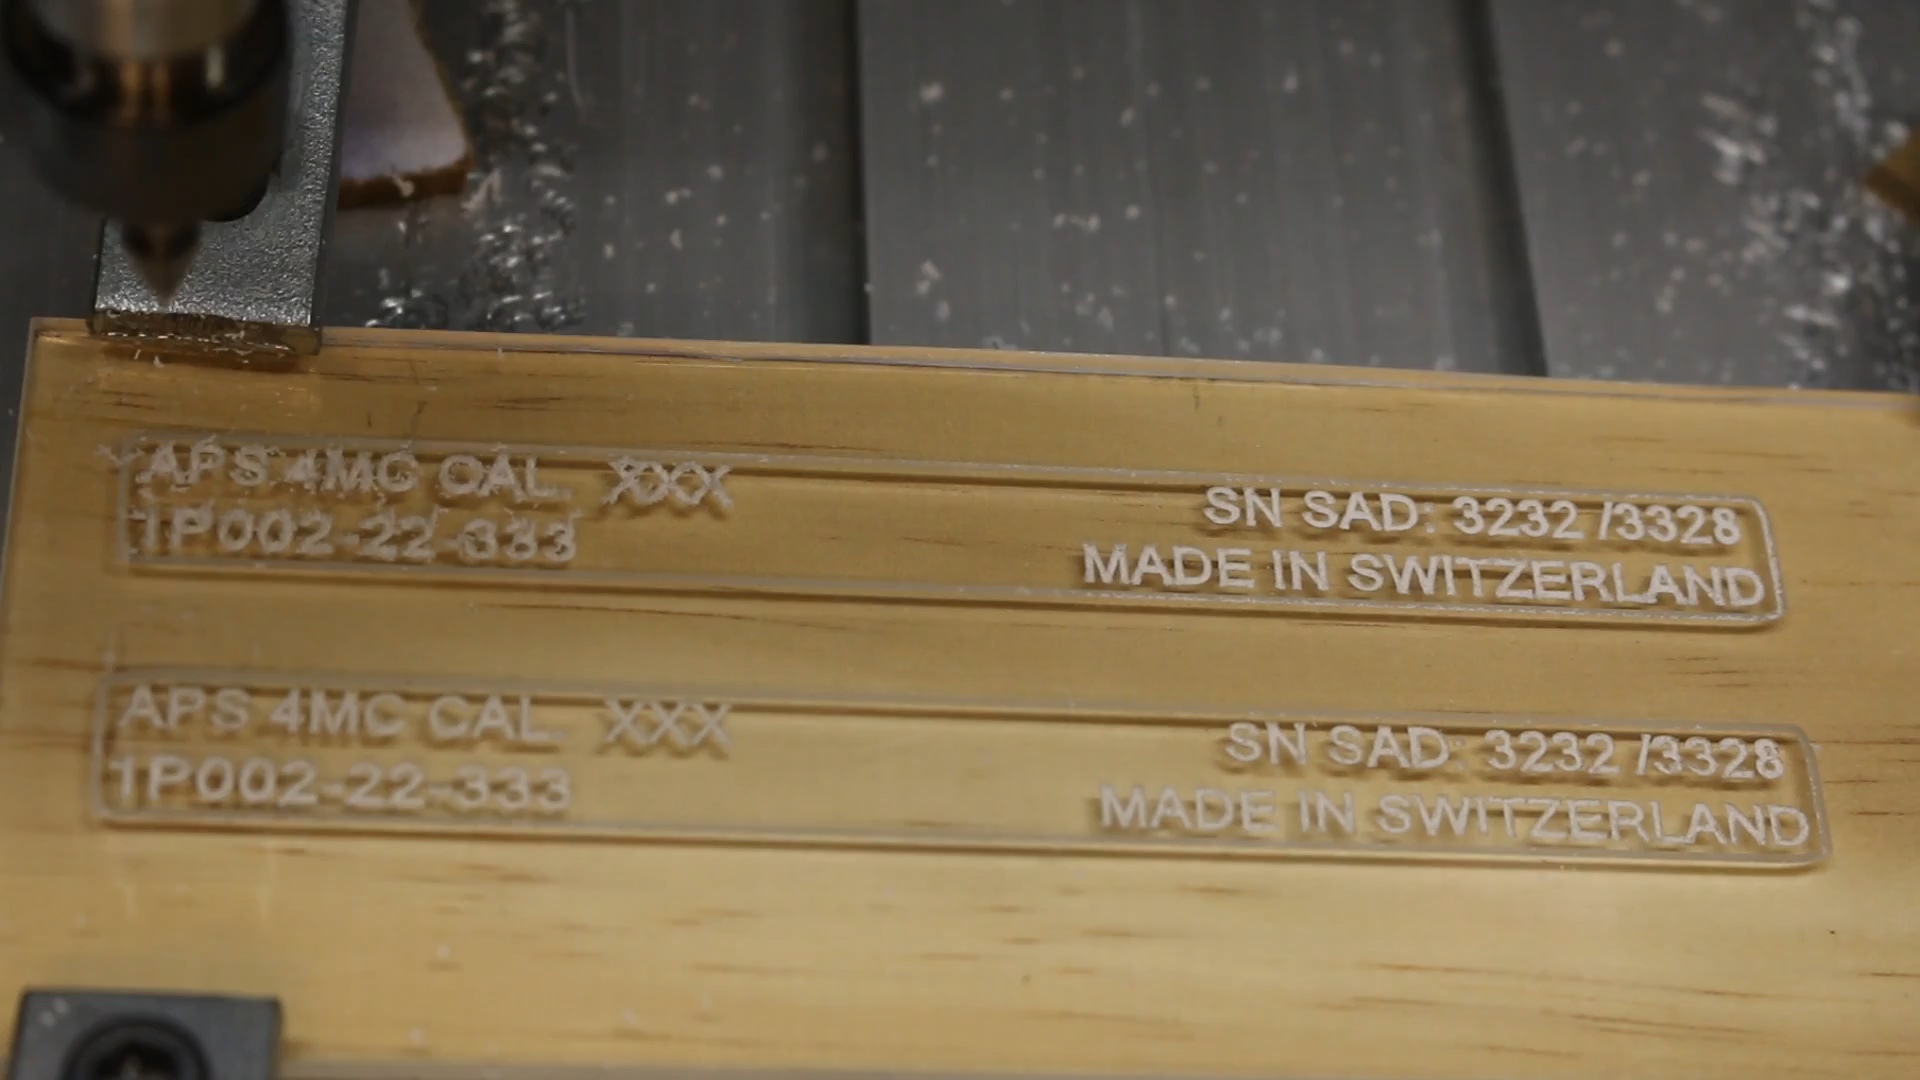 APS 4MC CAL. XXX
1P002-22-333
SN SAD: 3232 /3328
MADE IN SWITZERLAND
APS 4MC CAL. XXX
1P002-22-333
SN SAD: 3232 /3328
MADE IN SWITZERLAND